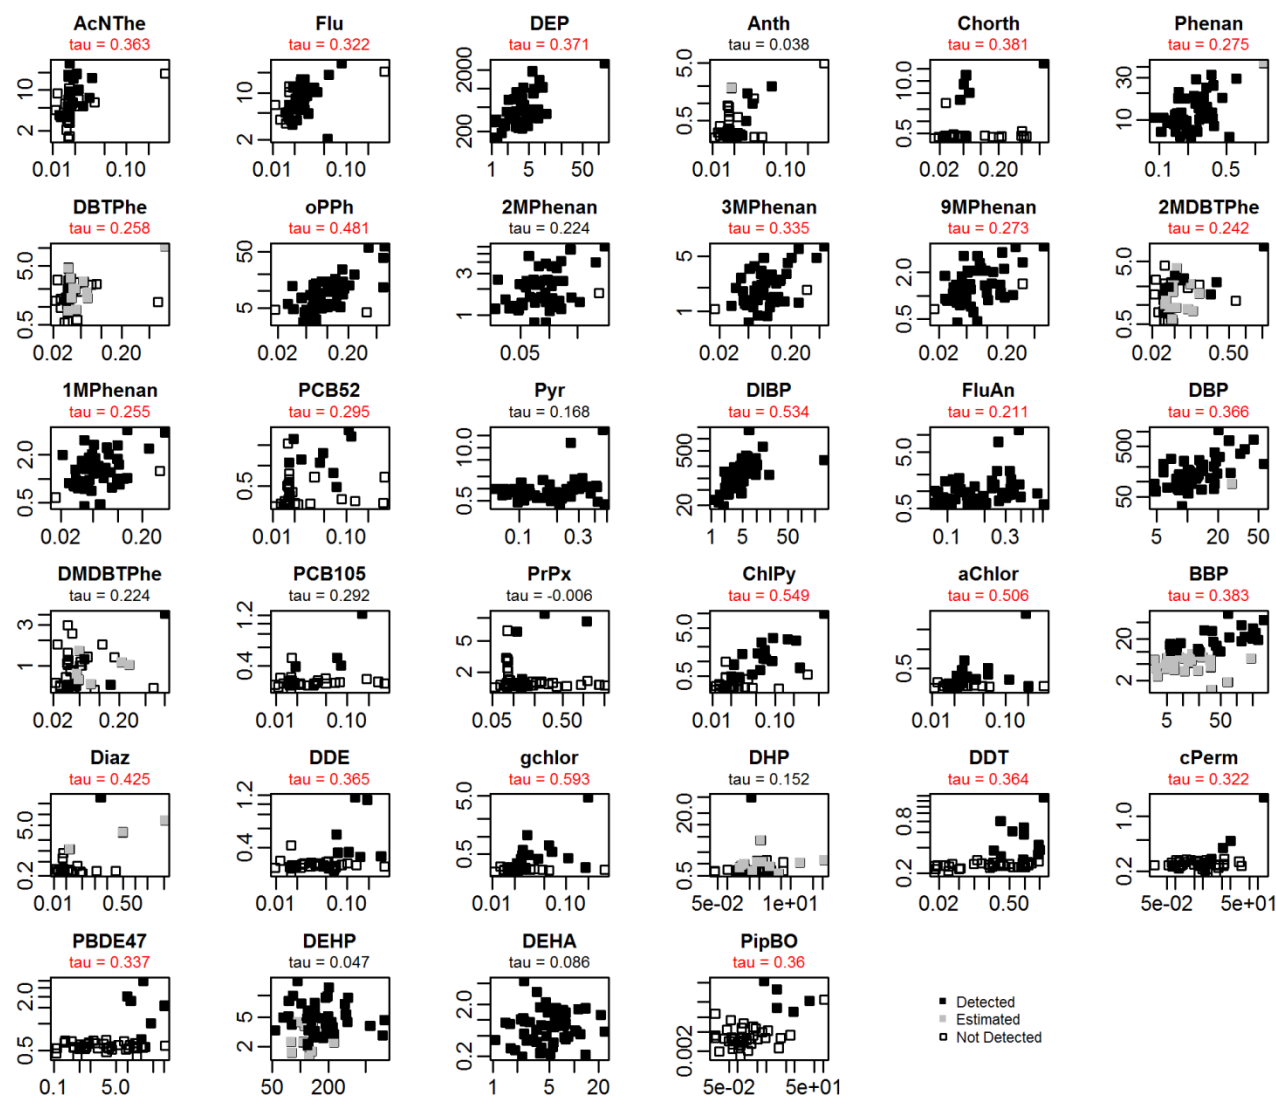 AcNThe Flu DEP Anth Chorth Phenan
tau = 0.363 tau = 0.322 tau = 0.371 tau = 0.038 tau = 0.381 tau = 0.275
2 10 2 10 200 2000 0.5 5.0 0.5 10.0 10 30
0.01 0.10 0.02 0.10 1 5 50 0.01 0.10 0.02 0.20 0.1 0.5
DBTPhe oPPh 2MPhenan 3MPhenan 9MPhenan 2MDBTPhe
tau = 0.258 tau = 0.481 tau = 0.224 tau = 0.335 tau = 0.273 tau = 0.242
0.5 5.0 5 50 1 3 1 5 0.5 2.0 0.5 5.0
0.02 0.20 0.02 0.20 0.05 0.02 0.20 0.02 0.20 0.02 0.50
1MPhenan PCB52 Pyr DIBP FluAn DBP
tau = 0.255 tau = 0.295 tau = 0.168 tau = 0.534 tau = 0.211 tau = 0.366
0.5 2.0 0.5 0.5 10.0 20 500 0.5 5.0 50 500
0.02 0.20 0.01 0.10 0.1 0.3 1 5 50 0.1 0.3 5 20 50
DMDBTPhe PCB105 PrPx ChlPy aChlor BBP
tau = 0.224 tau = 0.292 tau = -0.006 tau = 0.549 tau = 0.506 tau = 0.383
1 3 0.4 1.2 2 5 0.5 5.0 0.5 2 20
0.02 0.20 0.01 0.10 0.05 0.50 0.01 0.10 0.01 0.10 5 50
Diaz DDE gchlor DHP DDT cPerm
tau = 0.425 tau = 0.365 tau = 0.593 tau = 0.152 tau = 0.364 tau = 0.322
0.2 5.0 0.4 1.2 0.5 5.0 0.5 20.0 0.2 0.8 0.2 1.0
0.01 0.50 0.01 0.10 0.01 0.10 5e-02 1e+01 0.02 0.50 5e-02 5e+01
PBDE47 DEHP DEHA PipBO
tau = 0.337 tau = 0.047 tau = 0.086 tau = 0.36
0.5 2.0 2 5 0.2 2.0 0.002
0.1 5.0 50 200 1 5 20 5e-02 5e+01
Detected
Estimated
Not Detected